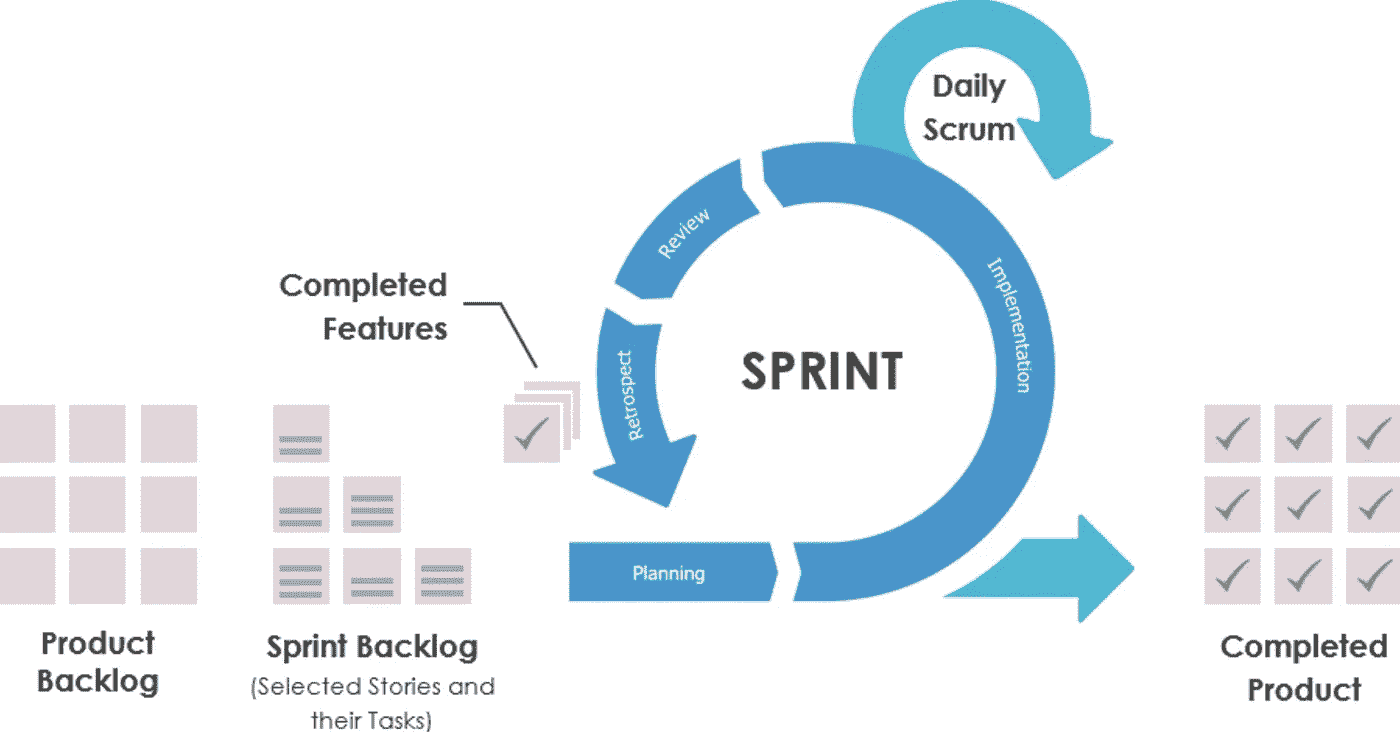 Daily
Scrum
Review
Implementation
Completed
Features
SPRINT
Retrospect
Planning
Product
Backlog
Sprint Backlog
(Selected Stories and
their Tasks)
Completed
Product